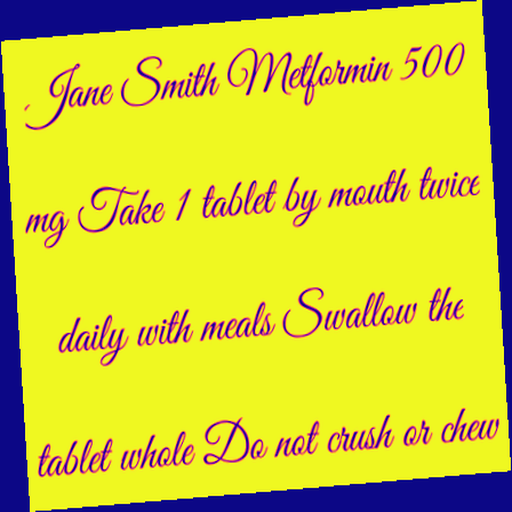 Jane Smith Metformin 500
mg Take 1 tablet by mouth twice
daily with meals Swallow the
tablet whole Do not crush or chew